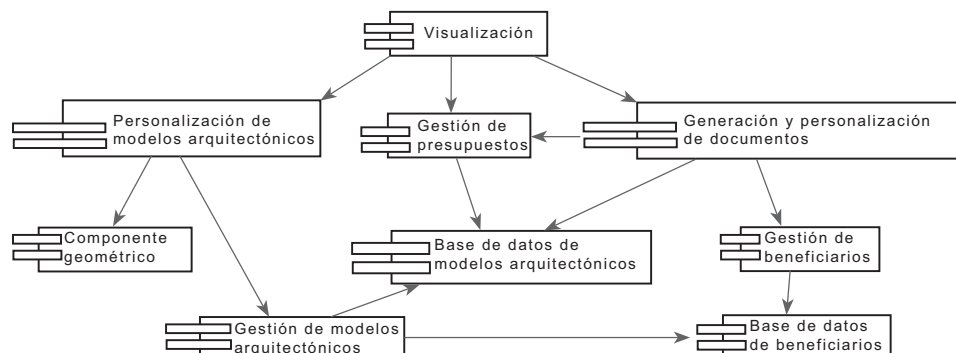 Visualización
Personalización de
modelos arquitectónicos
Gestión de
presupuestos
Generación y personalización
de documentos
Componente
geométrico
Base de datos de
modelos arquitectónicos
Gestión de
beneficiarios
Gestión de modelos
arquitectónicos
Base de datos
de beneficiarios